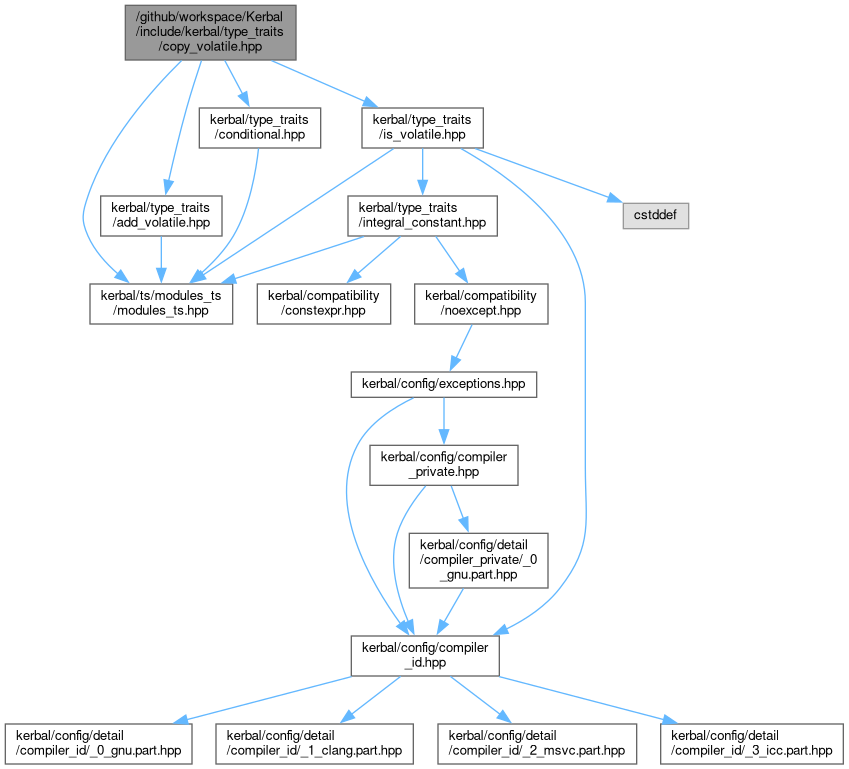 /github/workspace/Kerbal
/include/kerbal/type_traits
/copy_volatile.hpp
kerbal/type_traits
/conditional.hpp
kerbal/type_traits
/is_volatile.hpp
kerbal/type_traits
/add_volatile.hpp
kerbal/type_traits
/integral_constant.hpp
cstddef
kerbal/ts/modules_ts
/modules_ts.hpp
kerbal/compatibility
/constexpr.hpp
kerbal/compatibility
/noexcept.hpp
kerbal/config/exceptions.hpp
kerbal/config/compiler
_private.hpp
kerbal/config/detail
/compiler_private/_0
_gnu.part.hpp
kerbal/config/compiler
_id.hpp
kerbal/config/detail
/compiler_id/_0_gnu.part.hpp
kerbal/config/detail
/compiler_id/_1_clang.part.hpp
kerbal/config/detail
/compiler_id/_2_msvc.part.hpp
kerbal/config/detail
/compiler_id/_3_icc.part.hpp